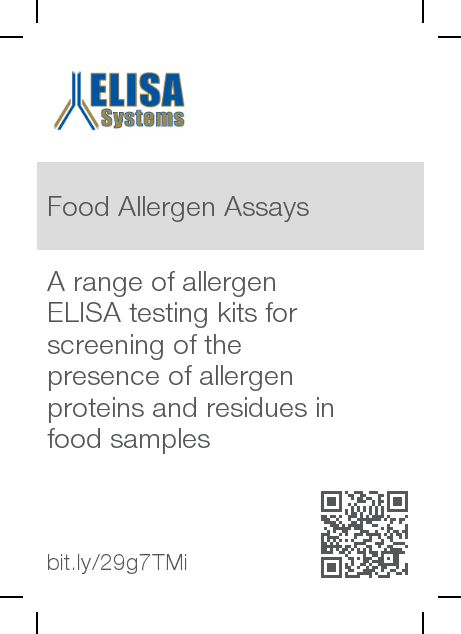 ELISA
Systems
Food Allergen Assays
A range of allergen
ELISA testing kits for
screening of the
presence of allergen
proteins and residues in
food samples
bit.ly/29g7TMi